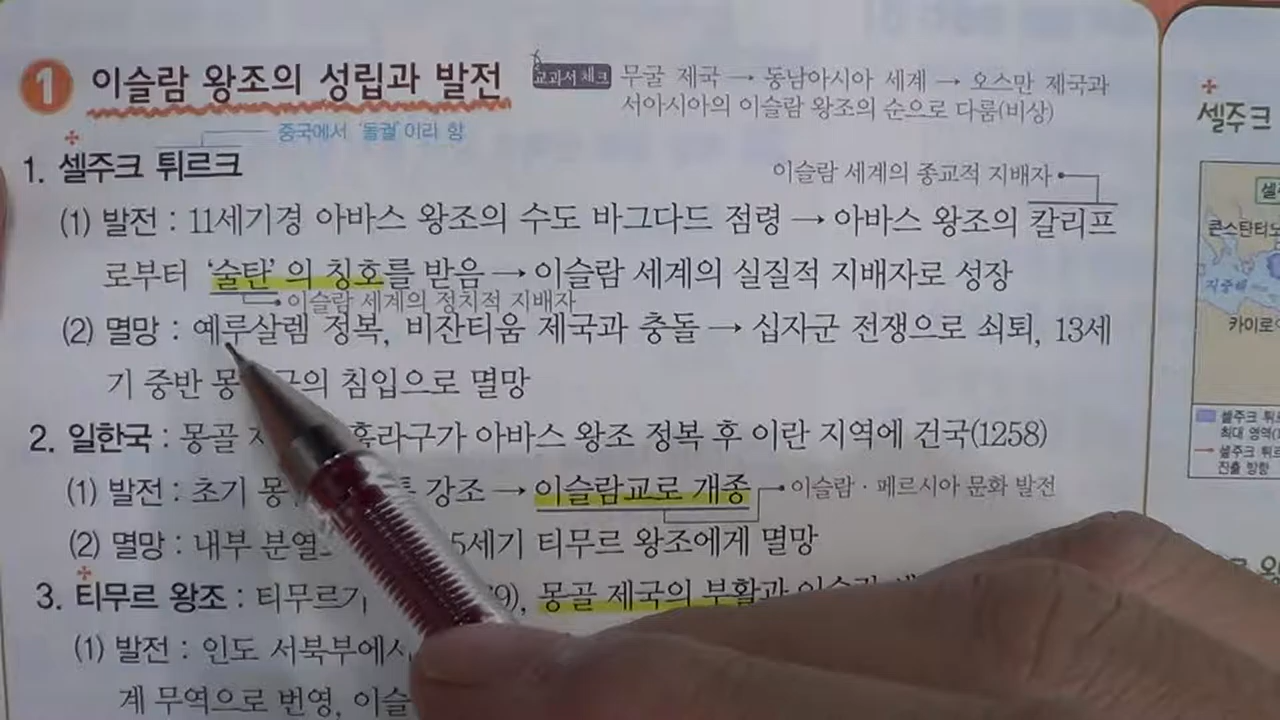 1 이슬람 왕조의 성립과 발전
교과서 체크 무굴 제국 → 동남아시아 세계 → 오스만 제국과
서아시아의 이슬람 왕조의 순으로 다룸(비상)
중국에서 '돌궐'이라 함
1. 셀주크 튀르크
이슬람 세계의 종교적 지배자
(1) 발전 : 11세기경 아바스 왕조의 수도 바그다드 점령 → 아바스 왕조의 칼리프
로부터 '술탄'의 칭호를 받음 → 이슬람 세계의 실질적 지배자로 성장
이슬람 세계의 정치적 지배자
(2) 멸망 : 예루살렘 정복, 비잔티움 제국과 충돌 → 십자군 전쟁으로 쇠퇴, 13세
기 중반 몽 의 침입으로 멸망
2. 일한국 : 몽골 훌라구가 아바스 왕조 정복 후 이란 지역에 건국(1258)
(1) 발전 : 초기 강조 → 이슬람교로 개종
이슬람·페르시아 문화 발전
(2) 멸망 : 내부 분열 5세기 티무르 왕조에게 멸망
3. 티무르 왕조 : 티무르가 몽골 제국의 부활과
(1) 발전 : 인도 서북부에서
계 무역으로 번영, 이슬
셀주크
지중해
카이로
셀주크 튀르
최대 영역
셀주크 튀르
진출 방향